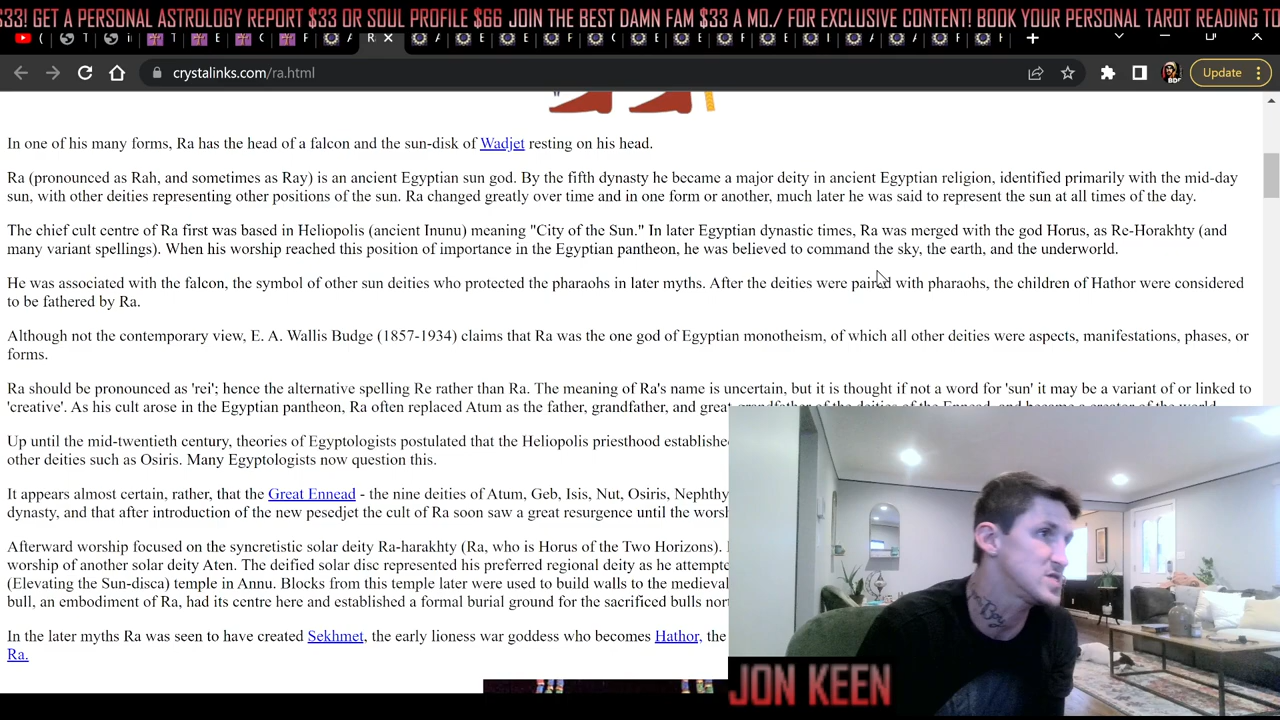 $33! GET A PERSONAL ASTROLOGY REPORT $33 OR SOUL PROFILE $66 JOIN THE BEST DAMN FAM $33 A MO./ FOR EXCLUSIVE CONTENT! BOOK YOUR PERSONAL TAROT READING TO
crystalinks.com/ra.html
Update
In one of his many forms, Ra has the head of a falcon and the sun-disk of Wadjet resting on his head.
Ra (pronounced as Rah, and sometimes as Ray) is an ancient Egyptian sun god. By the fifth dynasty he became a major deity in ancient Egyptian religion, identified primarily with the mid-day
sun, with other deities representing other positions of the sun. Ra changed greatly over time and in one form or another, much later he was said to represent the sun at all times of the day.
The chief cult centre of Ra first was based in Heliopolis (ancient Inunu) meaning "City of the Sun." In later Egyptian dynastic times, Ra was merged with the god Horus, as Re-Horakhty (and
many variant spellings). When his worship reached this position of importance in the Egyptian pantheon, he was believed to command the sky, the earth, and the underworld.
He was associated with the falcon, the symbol of other sun deities who protected the pharaohs in later myths. After the deities were paired with pharaohs, the children of Hathor were considered
to be fathered by Ra.
Although not the contemporary view, E. A. Wallis Budge (1857-1934) claims that Ra was the one god of Egyptian monotheism, of which all other deities were aspects, manifestations, phases, or
forms.
Ra should be pronounced as 'rei'; hence the alternative spelling Re rather than Ra. The meaning of Ra's name is uncertain, but it is thought if not a word for 'sun' it may be a variant of or linked to
'creative'. As his cult arose in the Egyptian pantheon, Ra often replaced Atum as the father, grandfather, and great grandfather of the deities of the Ennead, and became a creator of the world.
Up until the mid-twentieth century, theories of Egyptologists postulated that the Heliopolis priesthood established
other deities such as Osiris. Many Egyptologists now question this.
It appears almost certain, rather, that the Great Ennead - the nine deities of Atum, Geb, Isis, Nut, Osiris, Nephthy
dynasty, and that after introduction of the new pesedjet the cult of Ra soon saw a great resurgence until the worsh
Afterward worship focused on the syncretistic solar deity Ra-harakhty (Ra, who is Horus of the Two Horizons).
worship of another solar deity Aten. The deified solar disc represented his preferred regional deity as he attempte
(Elevating the Sun-disca) temple in Annu. Blocks from this temple later were used to build walls to the medieval
bull, an embodiment of Ra, had its centre here and established a formal burial ground for the sacrificed bulls nort
In the later myths Ra was seen to have created Sekhmet, the early lioness war goddess who becomes Hathor, the
Ra.
JON KEEN